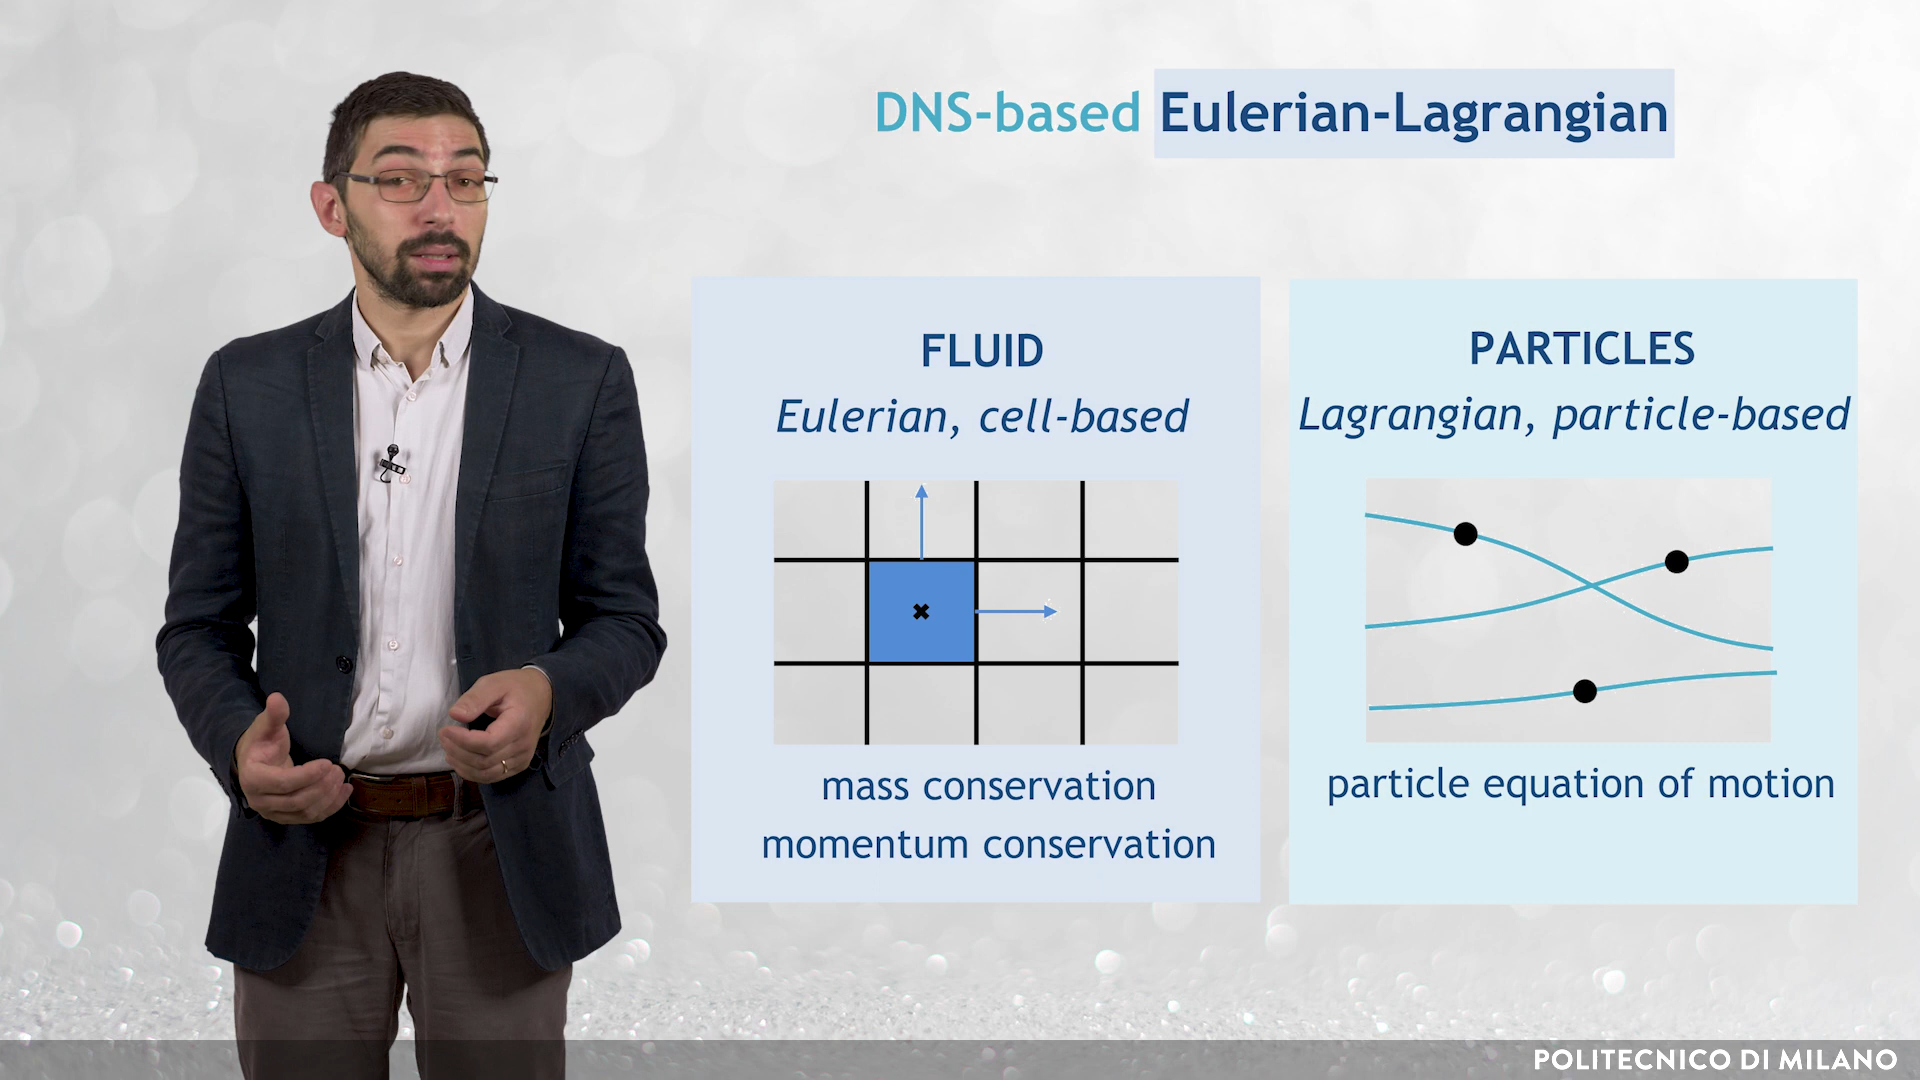 DNS-based Eulerian-Lagrangian
FLUID
Eulerian, cell-based
mass conservation
momentum conservation
PARTICLES
Lagrangian, particle-based
particle equation of motion
POLITECNICO DI MILANO